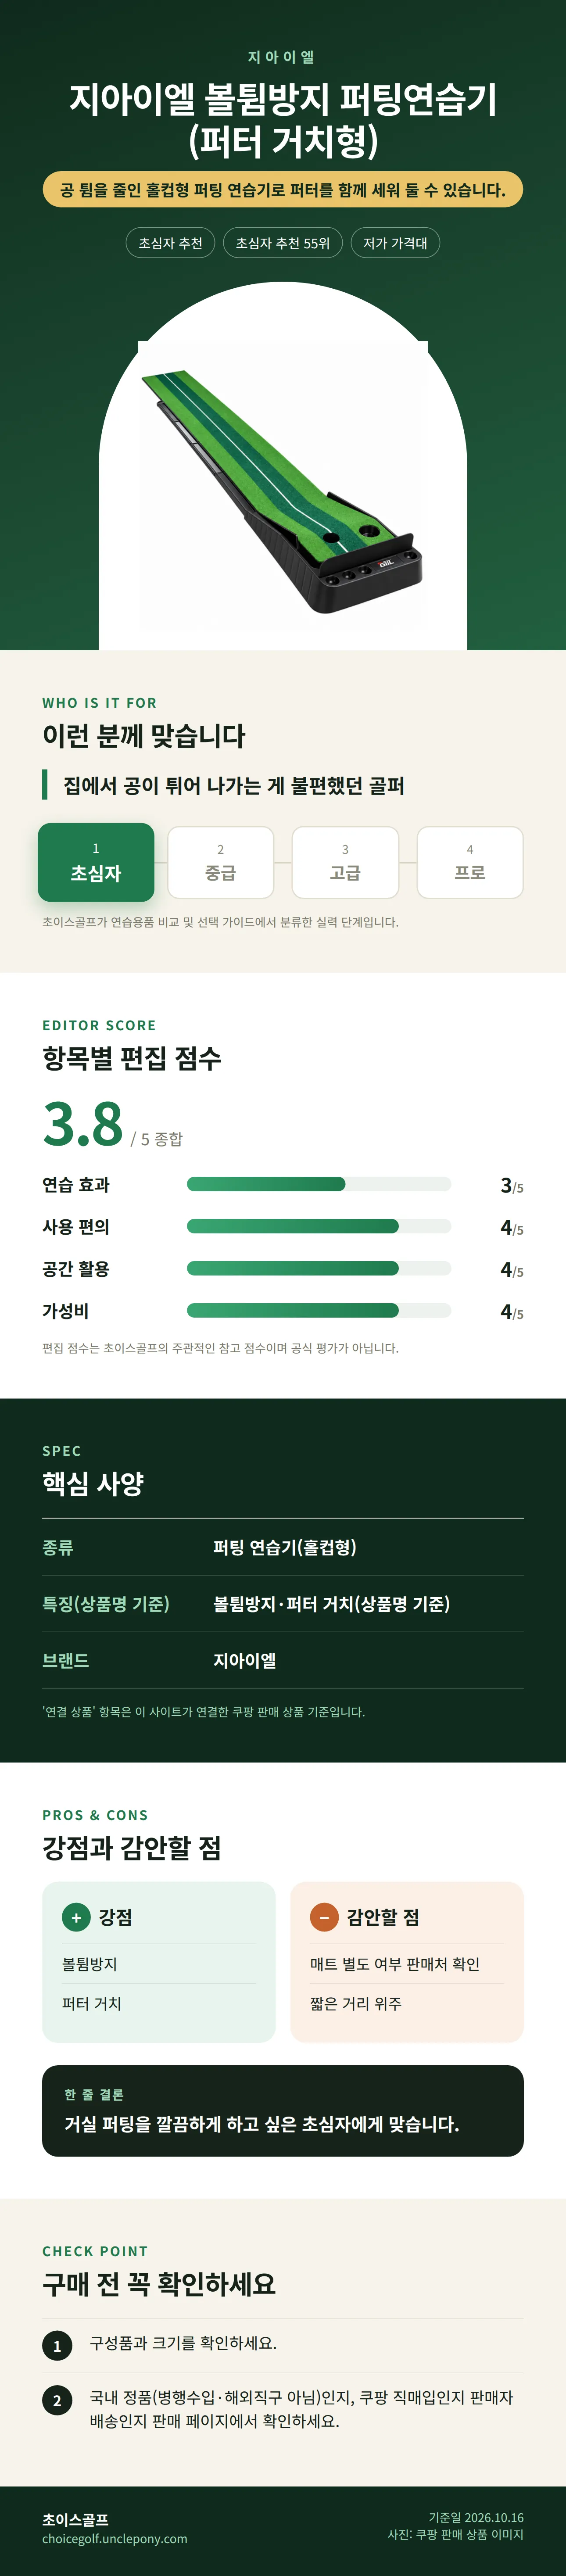 지아이엘
지아이엘 볼튐방지 퍼팅연습기
(퍼터 거치형)
공 튐을 줄인 홀컵형 퍼팅 연습기로 퍼터를 함께 세워 둘 수 있습니다.
초심자 추천
초심자 추천 55위
저가 가격대
WHO IS IT FOR
이런 분께 맞습니다
집에서 공이 튀어 나가는 게 불편했던 골퍼
1
초심자
2
중급
3
고급
4
프로
초이스골프가 연습용품 비교 및 선택 가이드에서 분류한 실력 단계입니다.
EDITOR SCORE
항목별 편집 점수
3.8 / 5 종합
연습 효과 3/5
사용 편의 4/5
공간 활용 4/5
가성비 4/5
편집 점수는 초이스골프의 주관적인 참고 점수이며 공식 평가가 아닙니다.
SPEC
핵심 사양
종류 퍼팅 연습기(홀컵형)
특징(상품명 기준) 볼튐방지·퍼터 거치(상품명 기준)
브랜드 지아이엘
'연결 상품' 항목은 이 사이트가 연결한 쿠팡 판매 상품 기준입니다.
PROS & CONS
강점과 감안할 점
+ 강점
볼튐방지
퍼터 거치
− 감안할 점
매트 별도 여부 판매처 확인
짧은 거리 위주
한 줄 결론
거실 퍼팅을 깔끔하게 하고 싶은 초심자에게 맞습니다.
CHECK POINT
구매 전 꼭 확인하세요
1 구성품과 크기를 확인하세요.
2 국내 정품(병행수입·해외직구 아님)인지, 쿠팡 직매입인지 판매자
배송인지 판매 페이지에서 확인하세요.
초이스골프
choicegolf.unclepony.com
기준일 2026.10.16
사진: 쿠팡 판매 상품 이미지